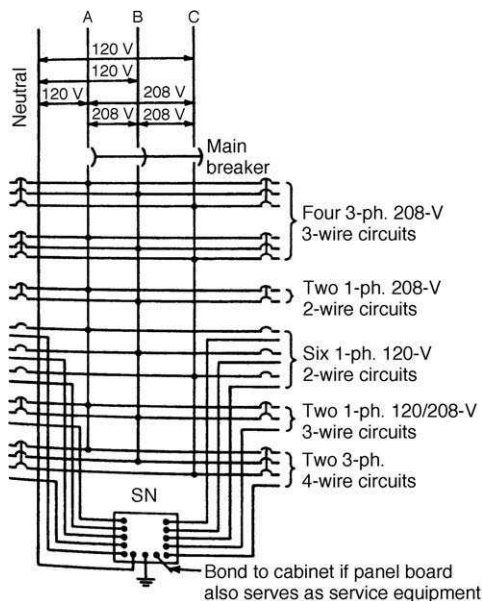 A B C
Neutral
120 V
120 V
120 V 208 V
208 V 208 V
Main
breaker
Four 3-ph. 208-V
3-wire circuits
Two 1-ph. 208-V
2-wire circuits
Six 1-ph. 120-V
2-wire circuits
Two 1-ph. 120/208-V
3-wire circuits
Two 3-ph.
4-wire circuits
SN
Bond to cabinet if panel board
also serves as service equipment